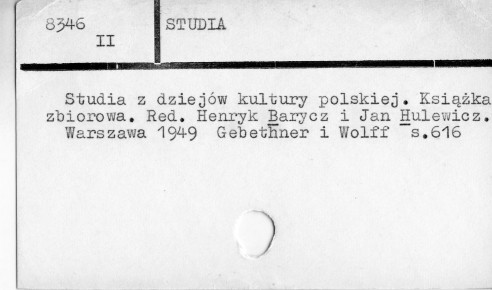 8346 STUDIA
II
Studia z dziejów kultury polskiej. Książka
zbiorowa. Red. Henryk Barycz i Jan Hulewicz.
Warszawa 1949 Gebethner i Wolff s.616